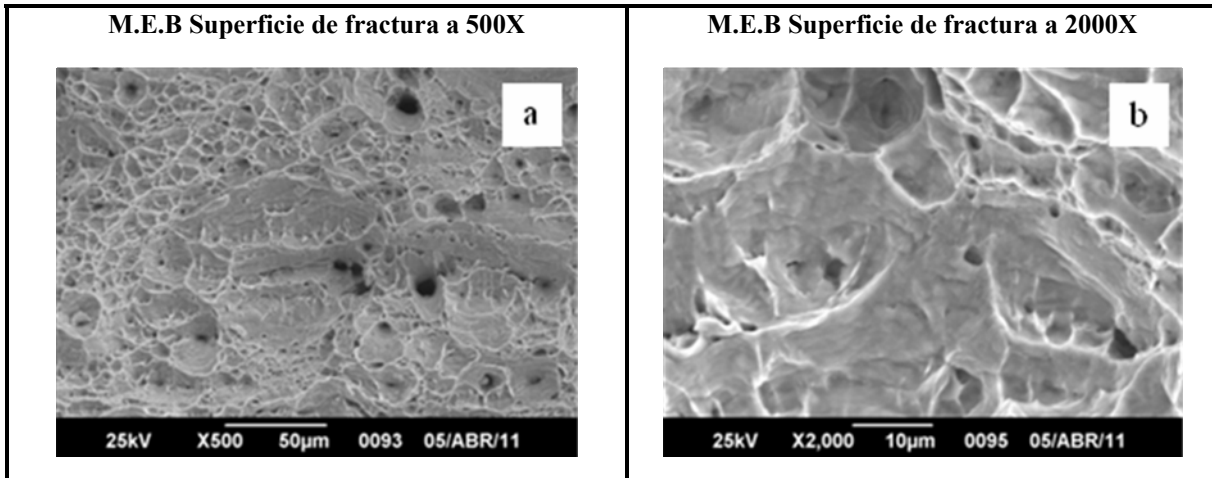 M.E.B Superficie de fractura a 500X
M.E.B Superficie de fractura a 2000X
a
b
25kV X500 50µm 0093 05/ABR/11
25kV X2,000 10µm 0095 05/ABR/11